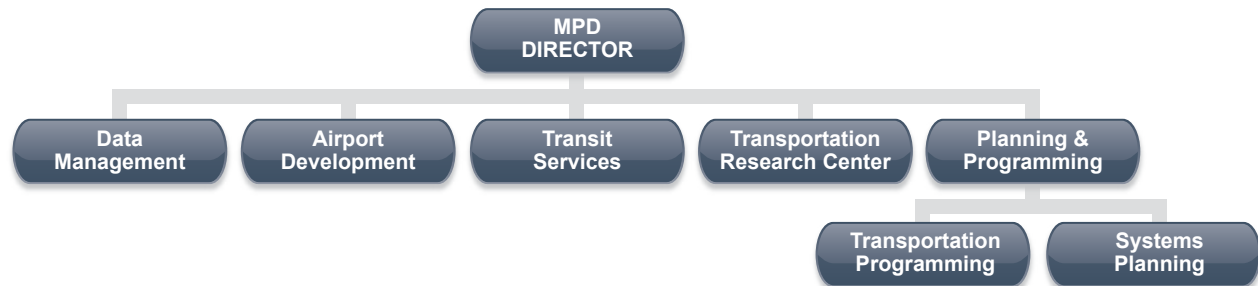 MPD
DIRECTOR
Data
Management
Airport
Development
Transit
Services
Transportation
Research Center
Planning &
Programming
Transportation
Programming
Systems
Planning